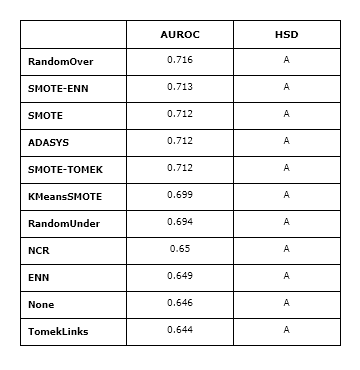 AUROC HSD
RandomOver 0.716 A
SMOTE-ENN 0.713 A
SMOTE 0.712 A
ADASYS 0.712 A
SMOTE-TOMEK 0.712 A
KMeansSMOTE 0.699 A
RandomUnder 0.694 A
NCR 0.65 A
ENN 0.649 A
None 0.646 A
TomekLinks 0.644 A